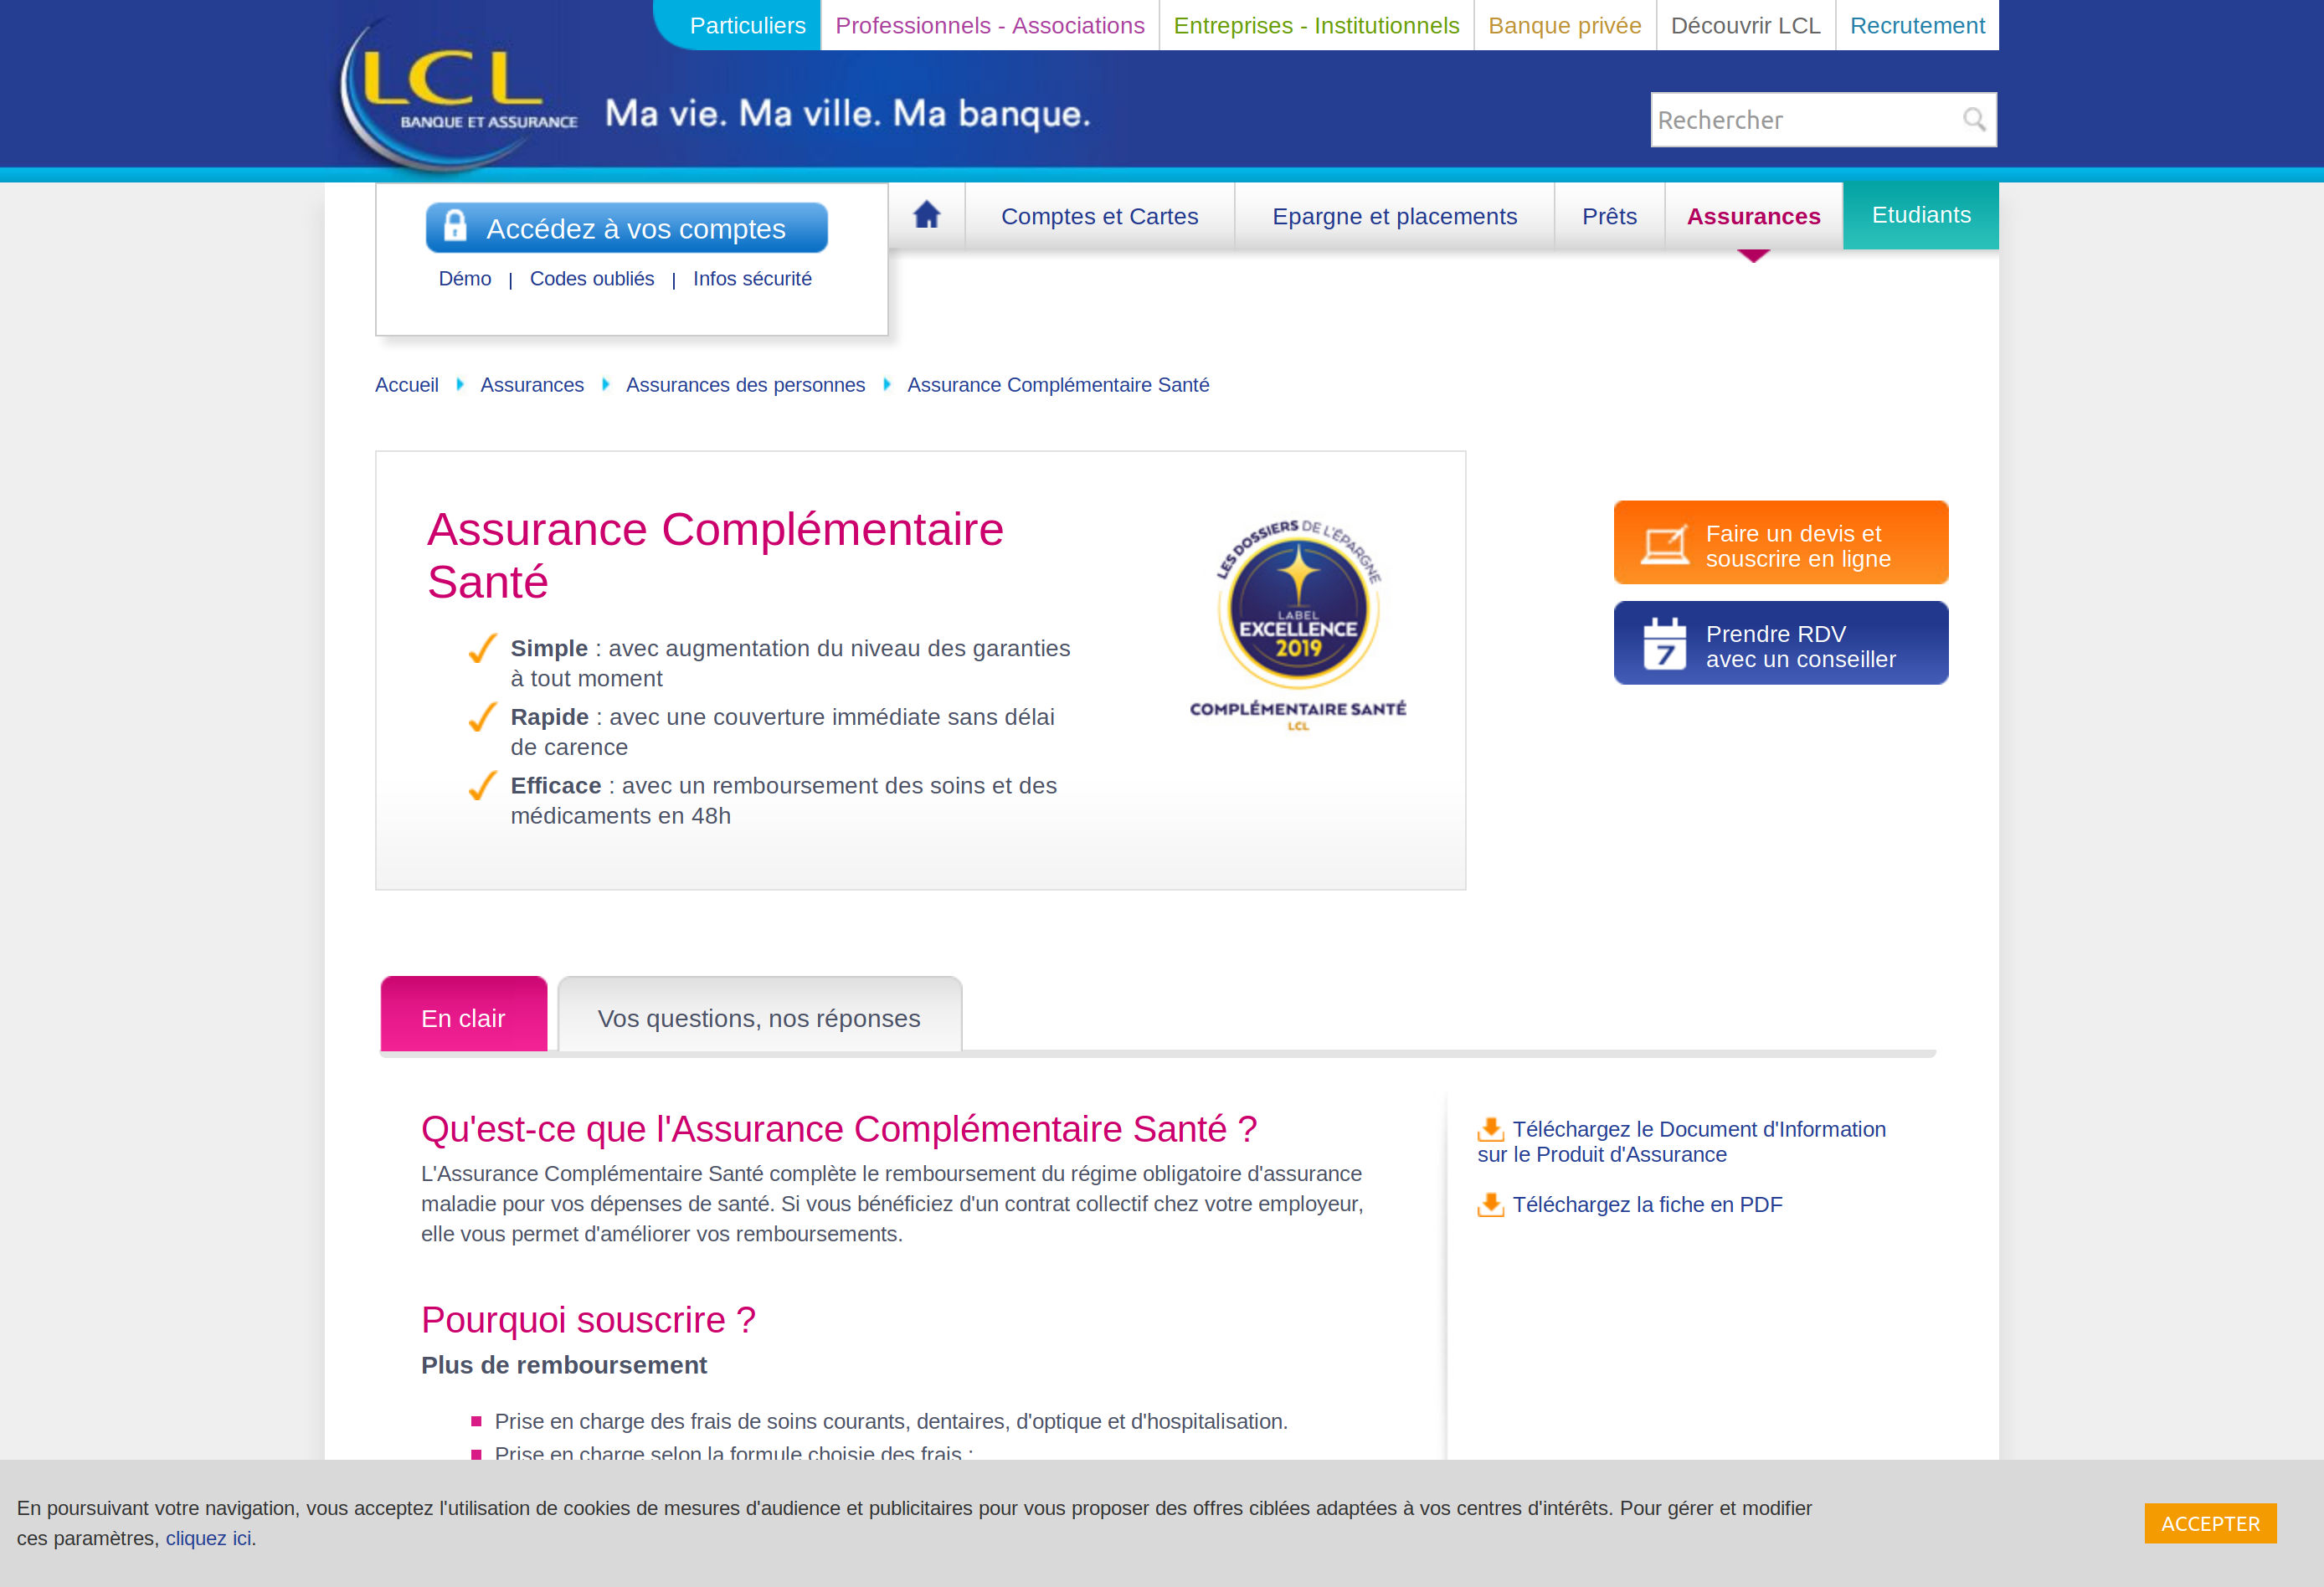 Particuliers
Professionnels - Associations
Entreprises - Institutionnels
Banque privée
Découvrir LCL
Recrutement
LCL
BANQUE ET ASSURANCE
Ma vie. Ma ville. Ma banque.
Rechercher
Accédez à vos comptes
Démo | Codes oubliés | Infos sécurité
Comptes et Cartes
Epargne et placements
Prêts
Assurances
Etudiants
Accueil Assurances Assurances des personnes Assurance Complémentaire Santé
Assurance Complémentaire
Santé
Simple : avec augmentation du niveau des garanties
à tout moment
Rapide : avec une couverture immédiate sans délai
de carence
Efficace : avec un remboursement des soins et des
médicaments en 48h
LES DOSSIERS DE L'ÉPARGNE
LABEL
EXCELLENCE
2019
COMPLÉMENTAIRE SANTÉ
LCL
Faire un devis et
souscrire en ligne
7
Prendre RDV
avec un conseiller
En clair
Vos questions, nos réponses
Qu'est-ce que l'Assurance Complémentaire Santé ?
L'Assurance Complémentaire Santé complète le remboursement du régime obligatoire d'assurance
maladie pour vos dépenses de santé. Si vous bénéficiez d'un contrat collectif chez votre employeur,
elle vous permet d'améliorer vos remboursements.
Téléchargez le Document d'Information
sur le Produit d'Assurance
Téléchargez la fiche en PDF
Pourquoi souscrire ?
Plus de remboursement
Prise en charge des frais de soins courants, dentaires, d'optique et d'hospitalisation.
Prise en charge selon la formule choisie des frais :
En poursuivant votre navigation, vous acceptez l'utilisation de cookies de mesures d'audience et publicitaires pour vous proposer des offres ciblées adaptées à vos centres d'intérêts. Pour gérer et modifier
ces paramètres, cliquez ici.
ACCEPTER